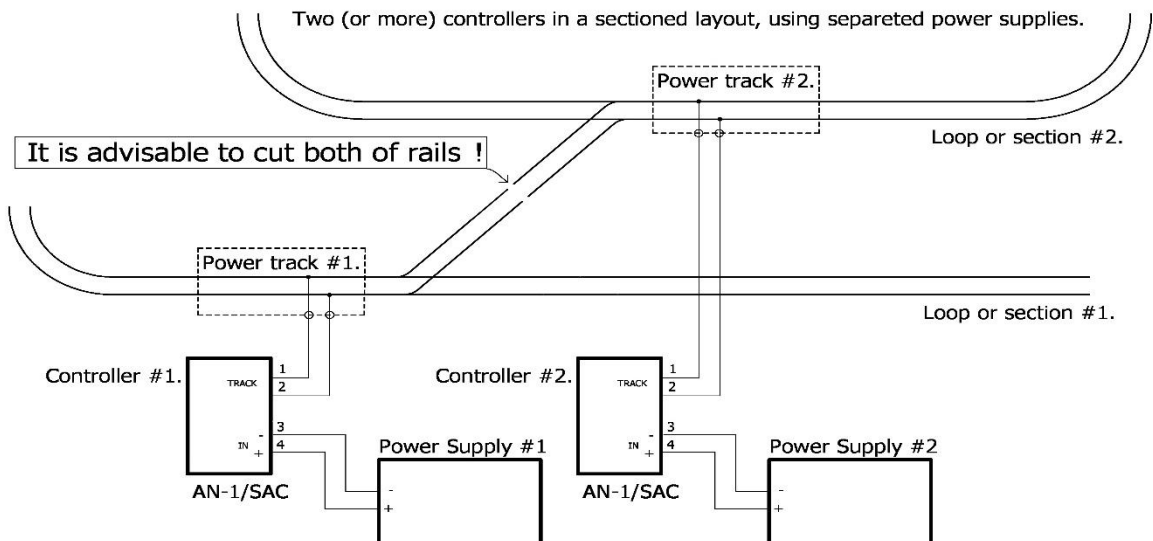 Two (or more) controllers in a sectioned layout, using separeted power supplies.
Power track #2.
Loop or section #2.
It is advisable to cut both of rails !
Power track #1.
Loop or section #1.
Controller #1.
TRACK
1
2
IN
-
+
3
4
AN-1/SAC
Power Supply #1
-
+
Controller #2.
TRACK
1
2
IN
-
+
3
4
AN-1/SAC
Power Supply #2
-
+